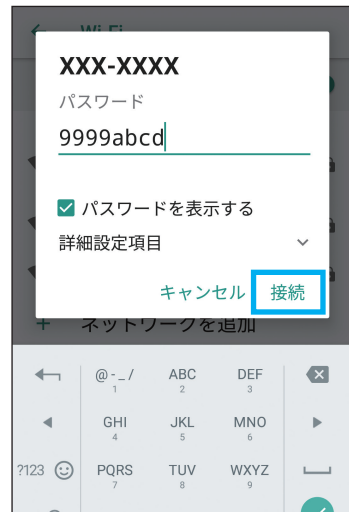 Wi-Fi
XXX-XXXX
パスワード
9999abcd
パスワードを表示する
詳細設定項目
キャンセル 接続
ネットワークを追加
@-_/ ABC DEF
1 2 3
GHI JKL MNO
4 5 6
?123 PQRS TUV WXYZ
7 8 9